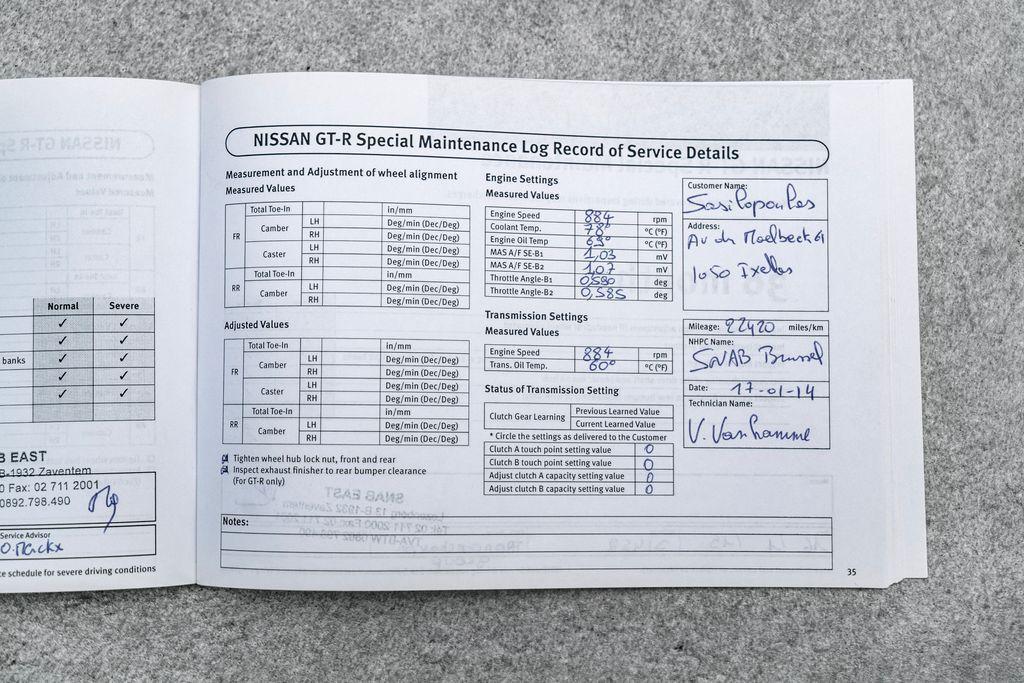 Normal Severe
✓ ✓
✓ ✓
banks ✓ ✓
✓ ✓
✓ ✓
B EAST
B-1932 Zaventem
0 Fax: 02 711 2001
0892.798.490
Service Advisor
O. Merckx
ce schedule for severe driving conditions
NISSAN GT-R Special Maintenance Log Record of Service Details
Measurement and Adjustment of wheel alignment
Measured Values
FR Total Toe-In in/mm
Camber LH Deg/min (Dec/Deg)
RH Deg/min (Dec/Deg)
Caster LH Deg/min (Dec/Deg)
RH Deg/min (Dec/Deg)
RR Total Toe-In in/mm
Camber LH Deg/min (Dec/Deg)
RH Deg/min (Dec/Deg)
Adjusted Values
FR Total Toe-In in/mm
Camber LH Deg/min (Dec/Deg)
RH Deg/min (Dec/Deg)
Caster LH Deg/min (Dec/Deg)
RH Deg/min (Dec/Deg)
RR Total Toe-In in/mm
Camber LH Deg/min (Dec/Deg)
RH Deg/min (Dec/Deg)
Tighten wheel hub lock nut, front and rear
Inspect exhaust finisher to rear bumper clearance
(For GT-R only)
Engine Settings
Measured Values
Engine Speed 884 rpm
Coolant Temp. 78° °C (°F)
Engine Oil Temp 69° °C (°F)
MAS A/F SE-B1 1,03 mV
MAS A/F SE-B2 1,07 mV
Throttle Angle-B1 0,580 deg
Throttle Angle-B2 0,585 deg
Transmission Settings
Measured Values
Engine Speed 884 rpm
Trans. Oil Temp. 60° °C (°F)
Status of Transmission Setting
Clutch Gear Learning Previous Learned Value
Current Learned Value
* Circle the settings as delivered to the Customer
Clutch A touch point setting value 0
Clutch B touch point setting value 0
Adjust clutch A capacity setting value 0
Adjust clutch B capacity setting value 0
Customer Name:
Address:
1050 Ixelles
Mileage: 22420 miles/km
NHPC Name:
SNAB Brussel
Date: 17-01-14
Technician Name:
V. Vanhamme
Notes:
35